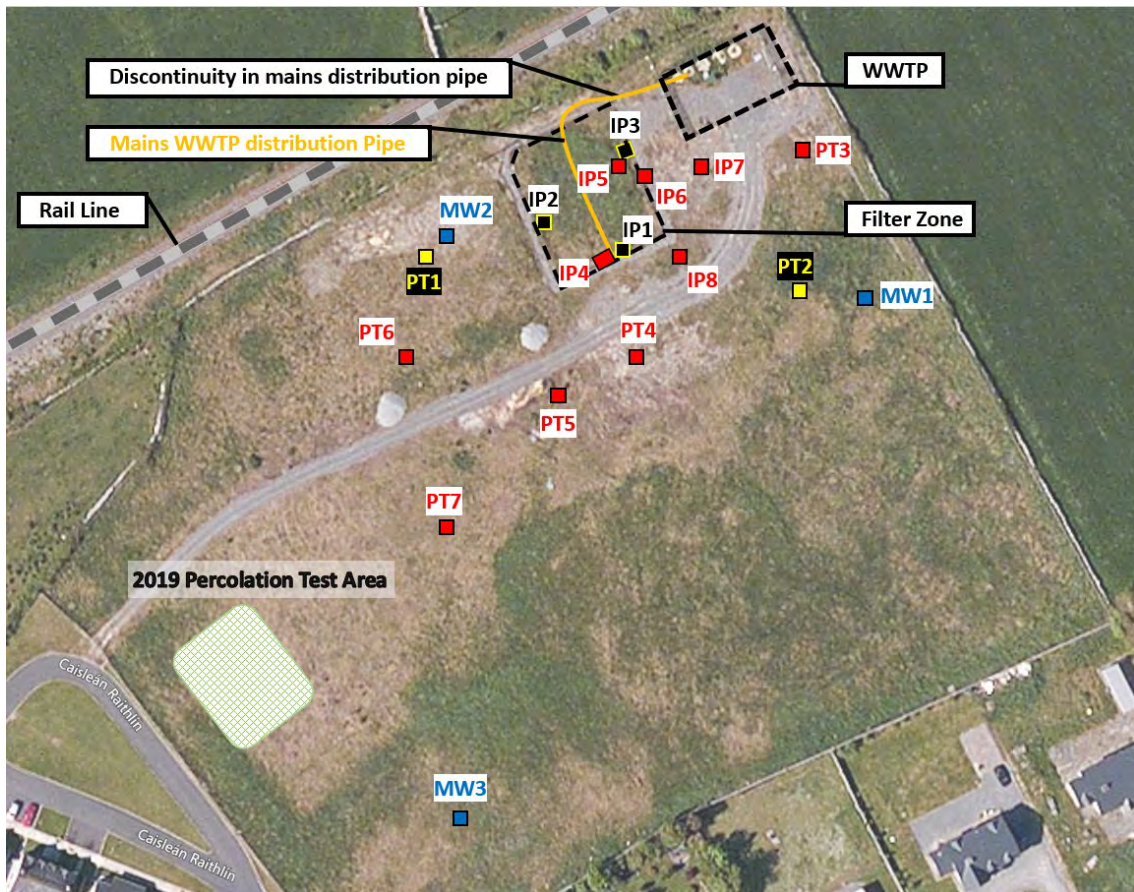 Discontinuity in mains distribution pipe
WWTP
Mains WWTP distribution Pipe
IP3
PT3
IP5
IP7
IP6
Rail Line
IP2
MW2
Filter Zone
IP1
PT1
IP4
IP8
PT2
MW1
PT6
PT4
PT5
PT7
2019 Percolation Test Area
Caisleán Raithlin
MW3
Caisleán Raithlin